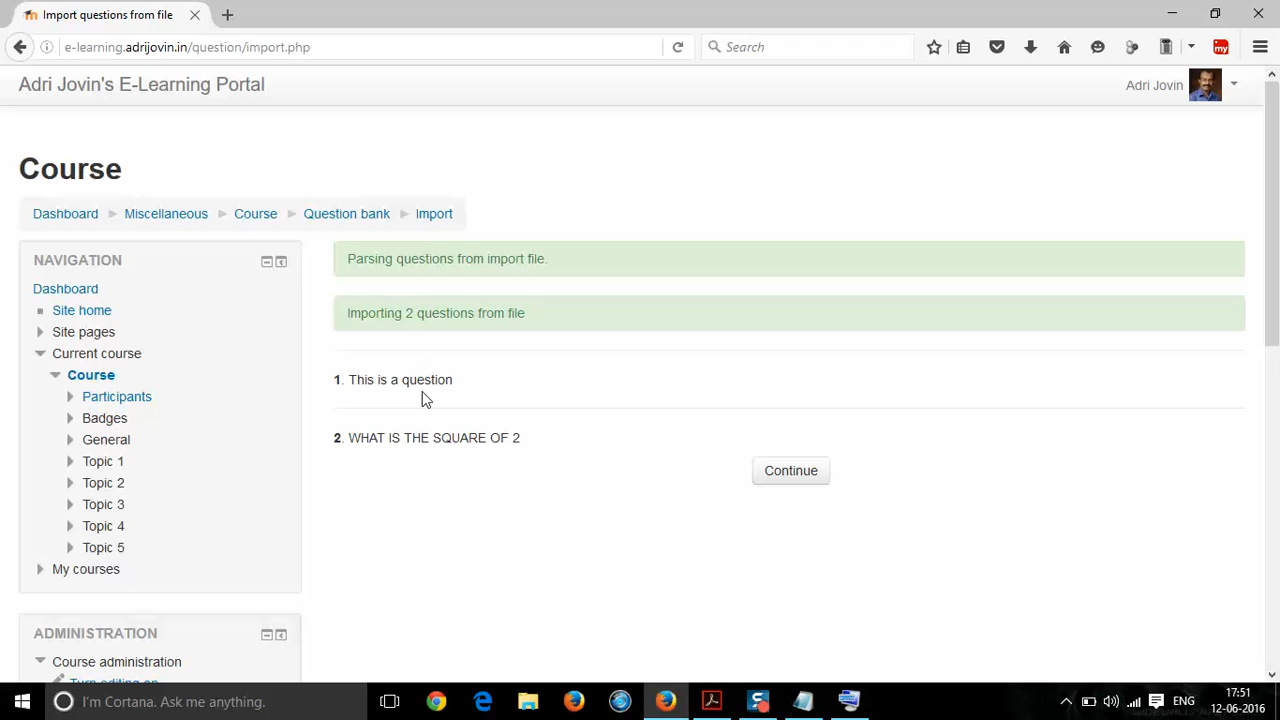 Import questions from file
e-learning.adrijovin.in/question/import.php
Search
Adri Jovin's E-Learning Portal
Adri Jovin
Course
Dashboard Miscellaneous Course Question bank Import
NAVIGATION
Dashboard
Site home
Site pages
Current course
Course
Participants
Badges
General
Topic 1
Topic 2
Topic 3
Topic 4
Topic 5
My courses
Parsing questions from import file.
Importing 2 questions from file
1. This is a question
2. WHAT IS THE SQUARE OF 2
Continue
ADMINISTRATION
Course administration
Turn editing on
I'm Cortana. Ask me anything.
ENG
17:51
12-06-2016